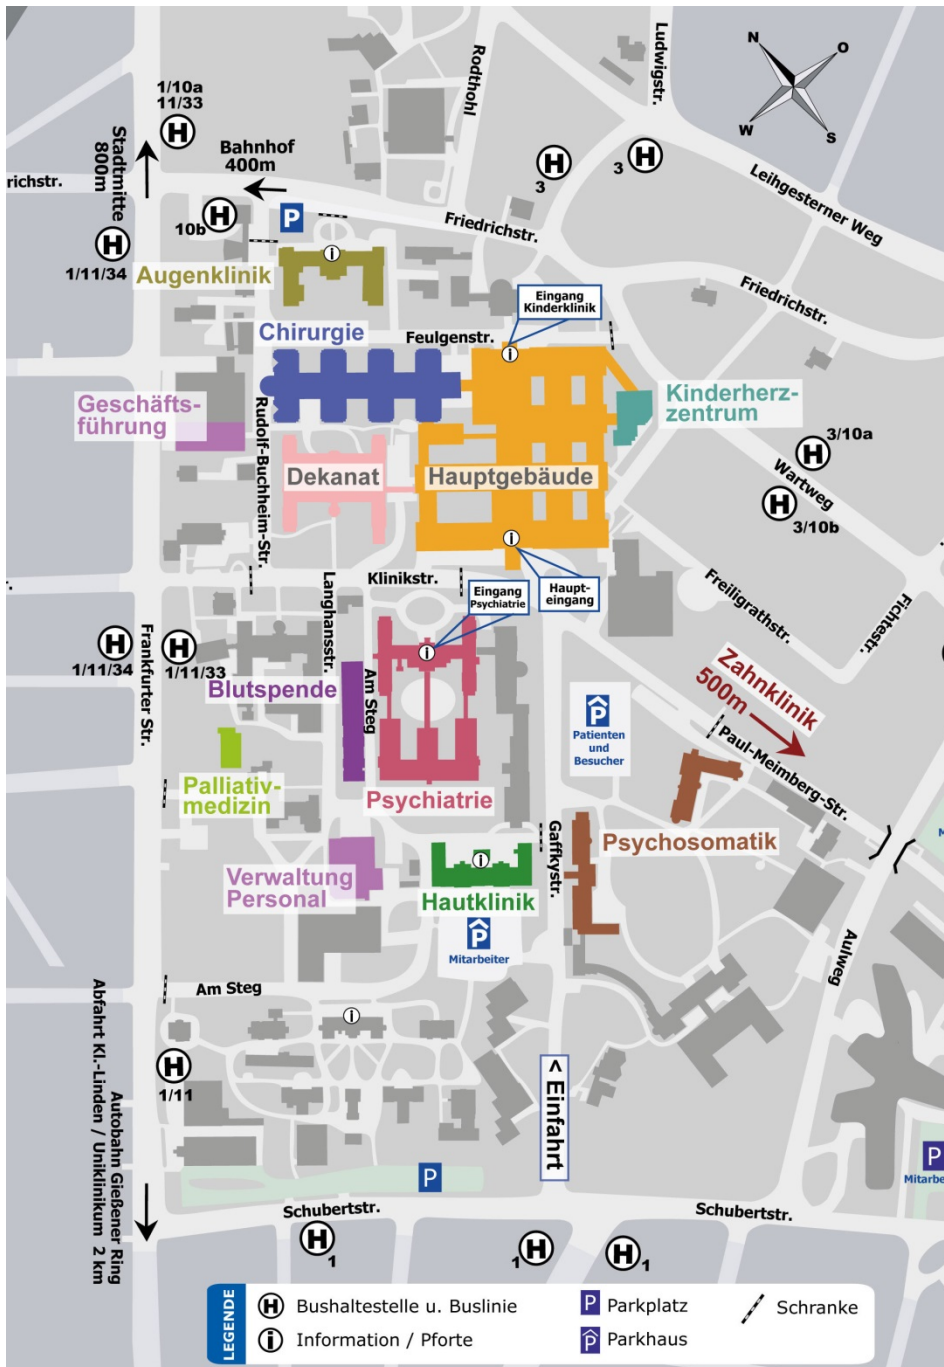 1/10a
11/33
Stadtmitte
800m
Bahnhof
400m
Rodthohl
Ludwigstr.
N
O
W
S
H
H
3
H
3
richstr.
10b
H
P
Friedrichstr.
Leihgesterner Weg
H
1/11/34
Augenklinik
i
Eingang
Kinderklinik
Friedrichstr.
Chirurgie
Feulgenstr.
i
Geschäfts-
führung
Rudolf-Buchheim-Str.
Kinderherz-
zentrum
Dekanat
Hauptgebäude
3/10a
H
Wartweg
H
3/10b
i
Klinikstr.
Langhansstr.
Eingang
Psychiatrie
Haupt-
eingang
Freiligrathstr.
Fichtestr.
H
1/11/34
Frankfurter Str.
H
1/11/33
i
Blutspende
Am Steg
Zahnklinik
500m
P
Patienten
und
Besucher
Paul-Meimberg-Str.
Palliativ-
medizin
Psychiatrie
Gaffkystr.
Psychosomatik
Verwaltung
Personal
i
Hautklinik
P
Mitarbeiter
Aulweg
Am Steg
i
H
1/11
< Einfahrt
Abfahrt Kl.-Linden / Uniklinikum 2 km
Autobahn Gießener Ring
P
P
Mitarbe
Schubertstr.
Schubertstr.
H
1
H
1
H
1
LEGENDE
H Bushaltestelle u. Buslinie
P Parkplatz
Schranke
i Information / Pforte
P Parkhaus